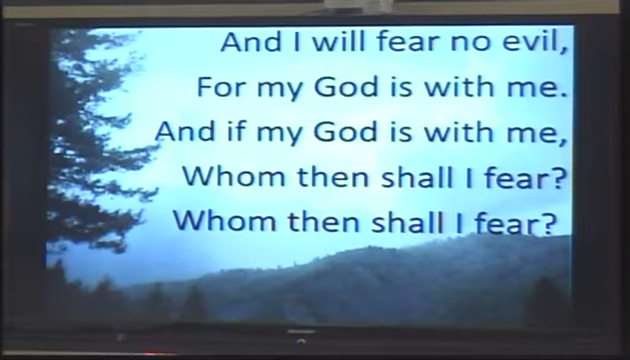 And I will fear no evil,
For my God is with me.
And if my God is with me,
Whom then shall I fear?
Whom then shall I fear?